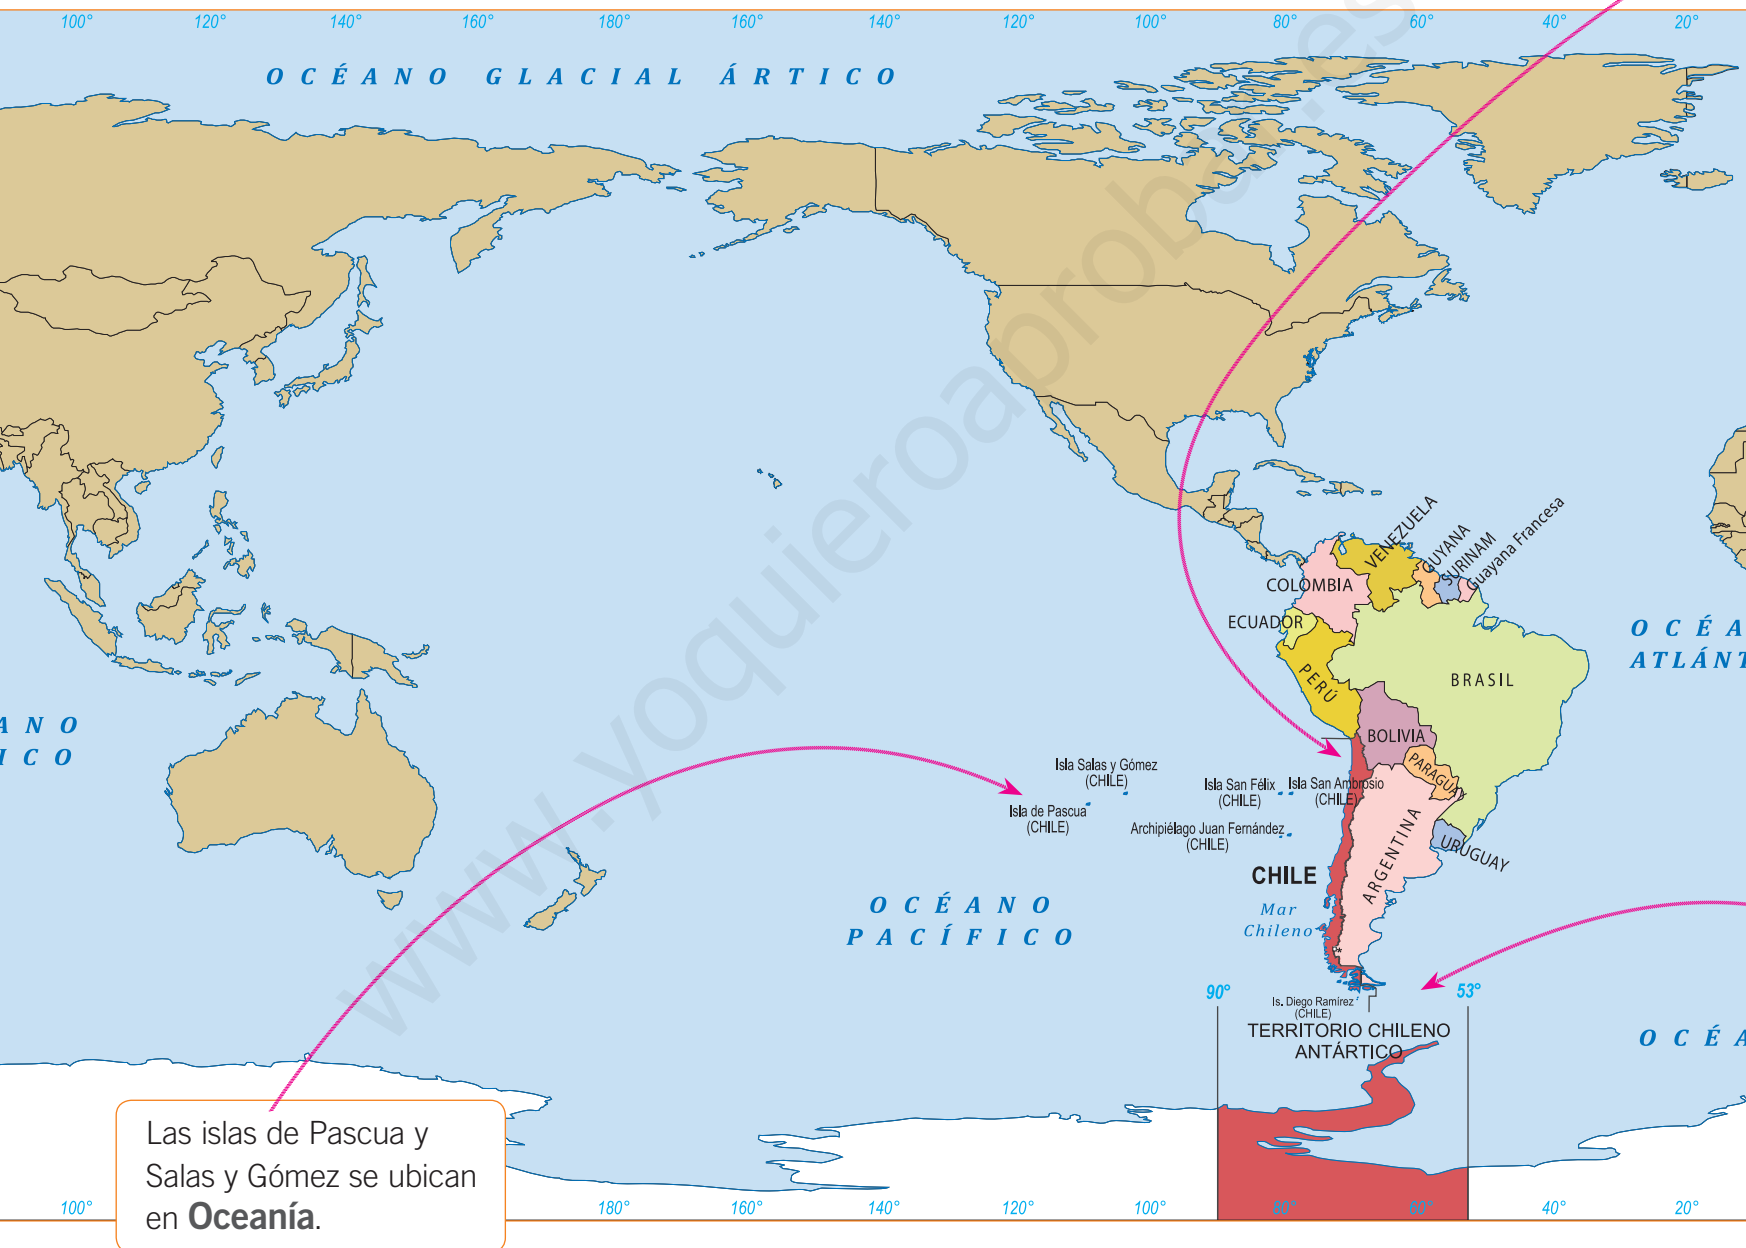 100° 120° 140° 160° 180° 160° 140° 120° 100° 80° 60° 40° 20°
OCÉANO GLACIAL ÁRTICO
www.yoquieroaprobar.es
VENEZUELA
GUYANA
SURINAM
Guayana Francesa
COLOMBIA
ECUADOR
OCÉA
ATLÁNT
PERÚ
BRASIL
ANO
ICO
BOLIVIA
PARAGUAY
Isla Salas y Gómez
(CHILE)
Isla San Félix
(CHILE)
Isla San Ambrosio
(CHILE)
Isla de Pascua
(CHILE)
Archipiélago Juan Fernández
(CHILE)
ARGENTINA
URUGUAY
CHILE
OCÉANO
PACÍFICO
Mar
Chileno
90° 53°
Is. Diego Ramírez
(CHILE)
TERRITORIO CHILENO
ANTÁRTICO
OCÉA
Las islas de Pascua y
Salas y Gómez se ubican
en Oceanía.
100° 180° 160° 140° 120° 100° 80° 60° 40° 20°